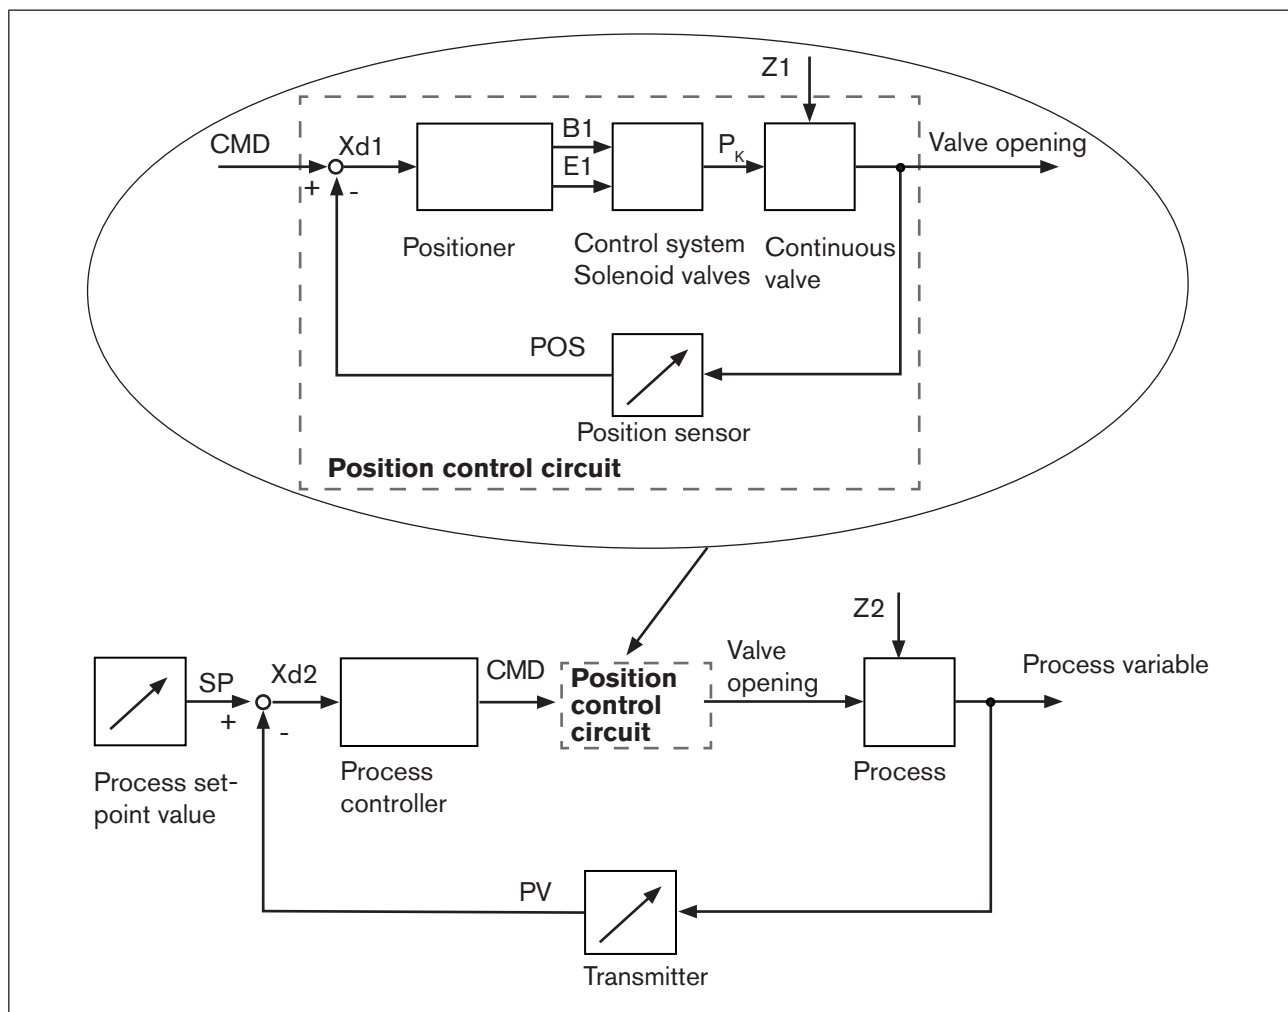 Z1
CMD
Xd1
B1
E1
PK
Valve opening
+
-
Positioner
Control system
Solenoid valves
Continuous
valve
POS
Position sensor
Position control circuit
Z2
SP
Xd2
CMD
Position
control
circuit
Valve
opening
Process variable
+
-
Process set-
point value
Process
controller
Process
PV
Transmitter